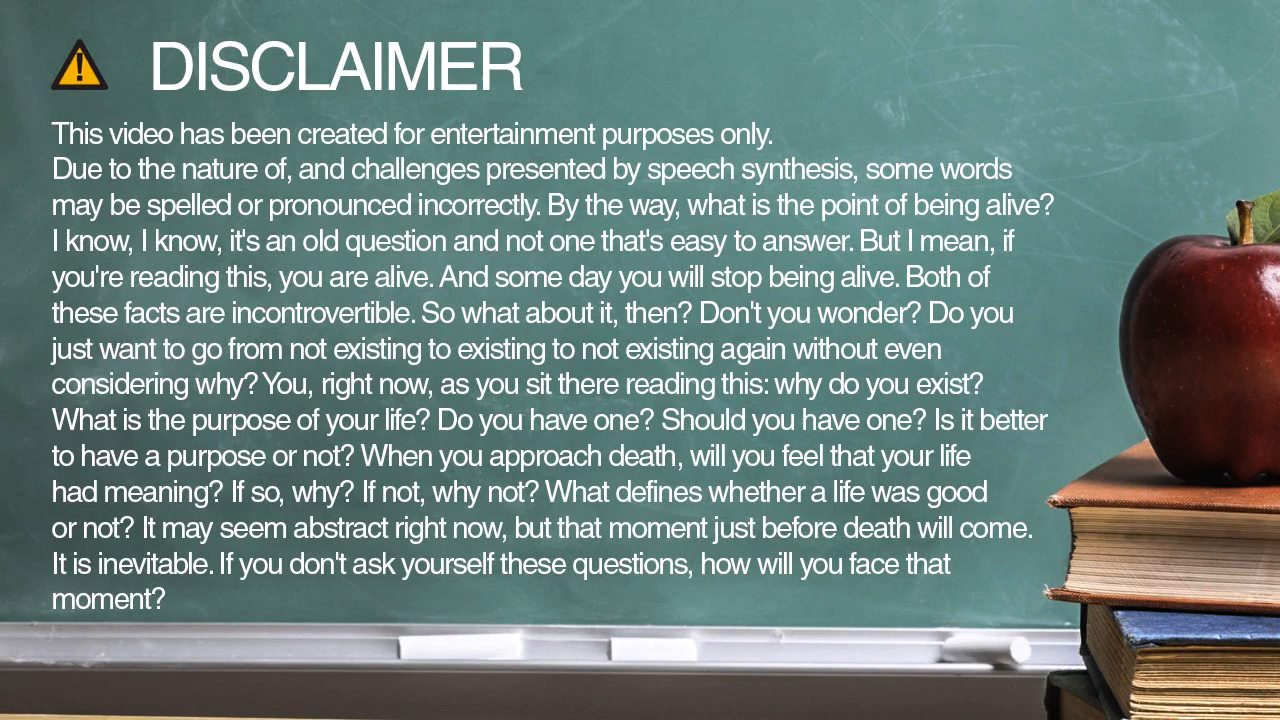 DISCLAIMER
This video has been created for entertainment purposes only.
Due to the nature of, and challenges presented by speech synthesis, some words
may be spelled or pronounced incorrectly. By the way, what is the point of being alive?
I know, I know, it's an old question and not one that's easy to answer. But I mean, if
you're reading this, you are alive. And some day you will stop being alive. Both of
these facts are incontrovertible. So what about it, then? Don't you wonder? Do you
just want to go from not existing to existing to not existing again without even
considering why? You, right now, as you sit there reading this: why do you exist?
What is the purpose of your life? Do you have one? Should you have one? Is it better
to have a purpose or not? When you approach death, will you feel that your life
had meaning? If so, why? If not, why not? What defines whether a life was good
or not? It may seem abstract right now, but that moment just before death will come.
It is inevitable. If you don't ask yourself these questions, how will you face that
moment?